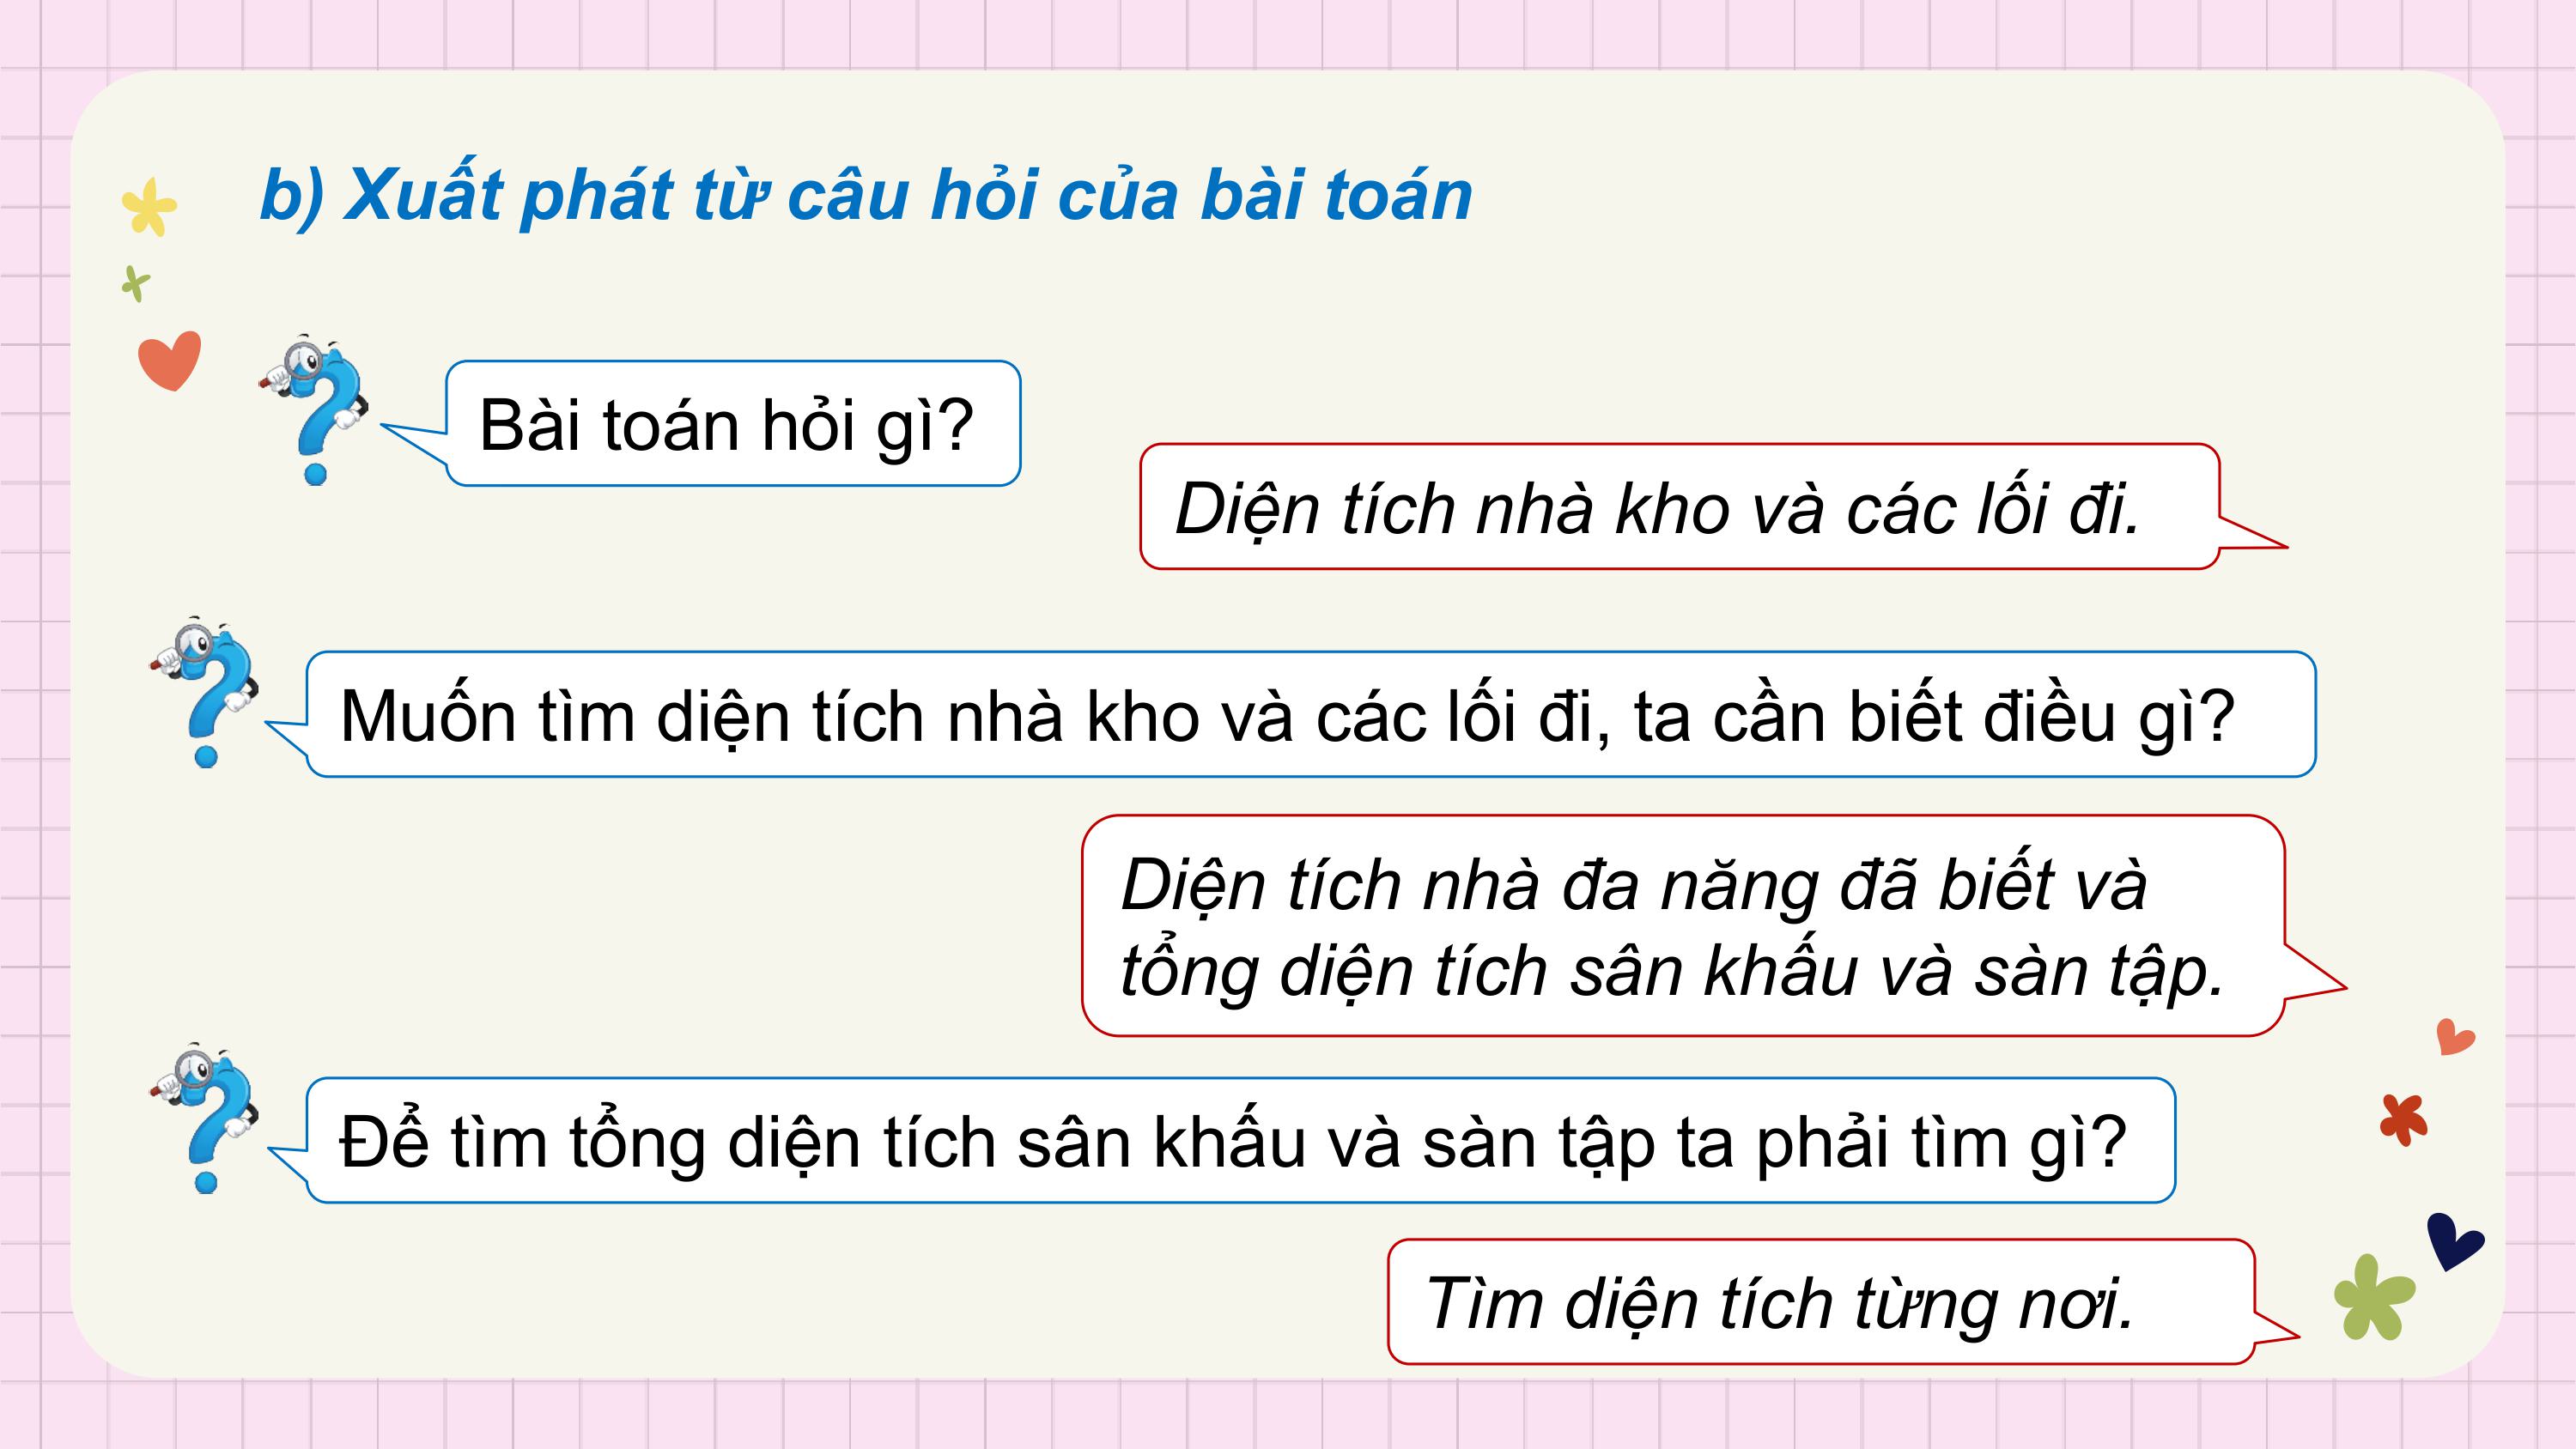 b) Xuất phát từ câu hỏi của bài toán
Bài toán hỏi gì?
Diện tích nhà kho và các lối đi.
Muốn tìm diện tích nhà kho và các lối đi, ta cần biết điều gì?
Diện tích nhà đa năng đã biết và
tổng diện tích sân khấu và sàn tập.
Để tìm tổng diện tích sân khấu và sàn tập ta phải tìm gì?
Tìm diện tích từng nơi.